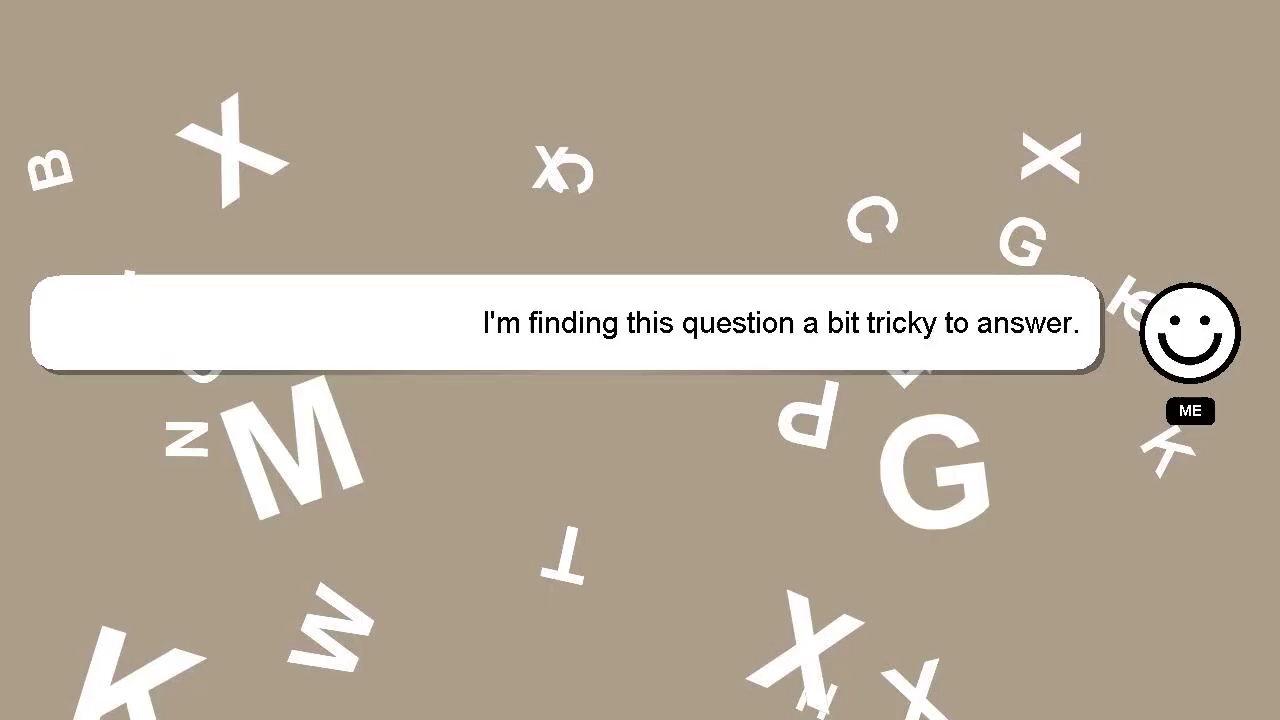 B
X
X
C
C
X
G
K
I'm finding this question a bit tricky to answer.
ME
N
M
P
G
K
T
W
K
X
X